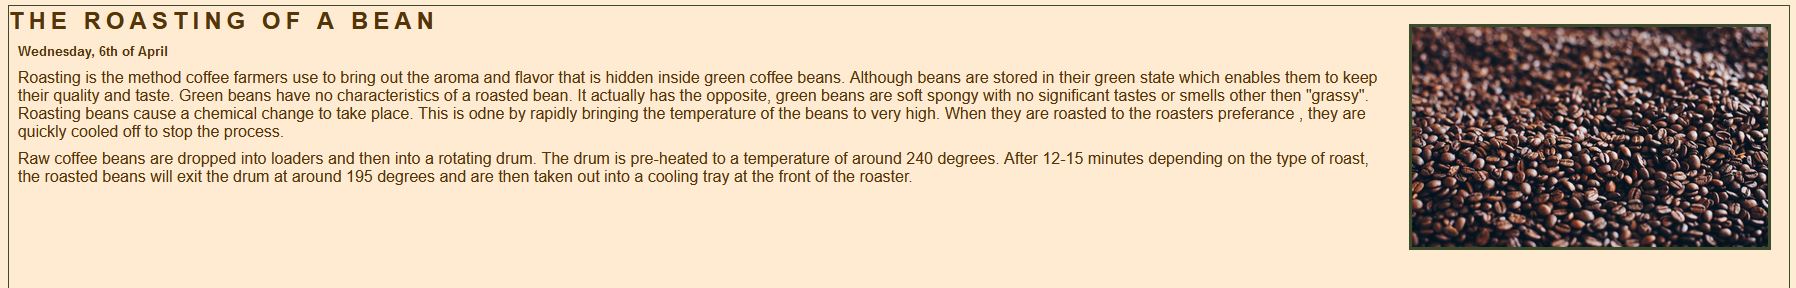 THE ROASTING OF A BEAN
Wednesday, 6th of April
Roasting is the method coffee farmers use to bring out the aroma and flavor that is hidden inside green coffee beans. Although beans are stored in their green state which enables them to keep
their quality and taste. Green beans have no characteristics of a roasted bean. It actually has the opposite, green beans are soft spongy with no significant tastes or smells other then "grassy".
Roasting beans cause a chemical change to take place. This is odne by rapidly bringing the temperature of the beans to very high. When they are roasted to the roasters preferance , they are
quickly cooled off to stop the process.
Raw coffee beans are dropped into loaders and then into a rotating drum. The drum is pre-heated to a temperature of around 240 degrees. After 12-15 minutes depending on the type of roast,
the roasted beans will exit the drum at around 195 degrees and are then taken out into a cooling tray at the front of the roaster.